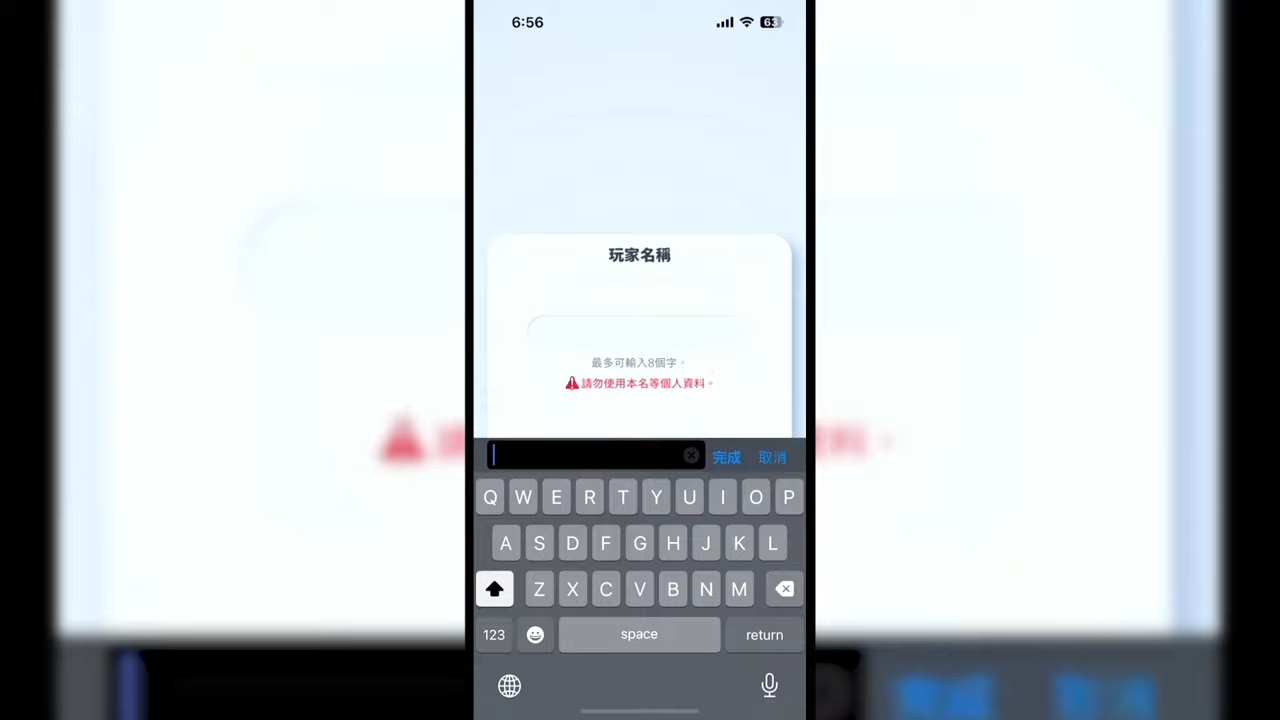 6:56
63
玩家名稱
最多可輸入8個字。
請勿使用本名等個人資料。
完成 取消
Q W E R T Y U I O P
A S D F G H J K L
Z X C V B N M
123 space return